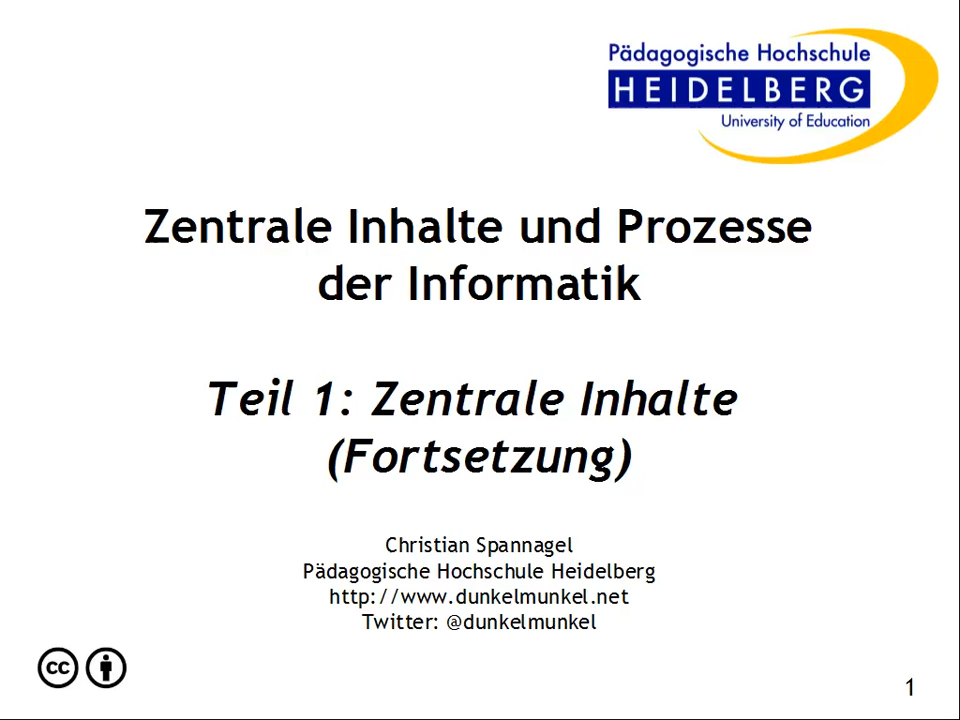 Pädagogische Hochschule
HEIDELBERG
University of Education
Zentrale Inhalte und Prozesse
der Informatik
Teil 1: Zentrale Inhalte
(Fortsetzung)
Christian Spannagel
Pädagogische Hochschule Heidelberg
http://www.dunkelmunkel.net
Twitter: @dunkelmunkel
cc
1